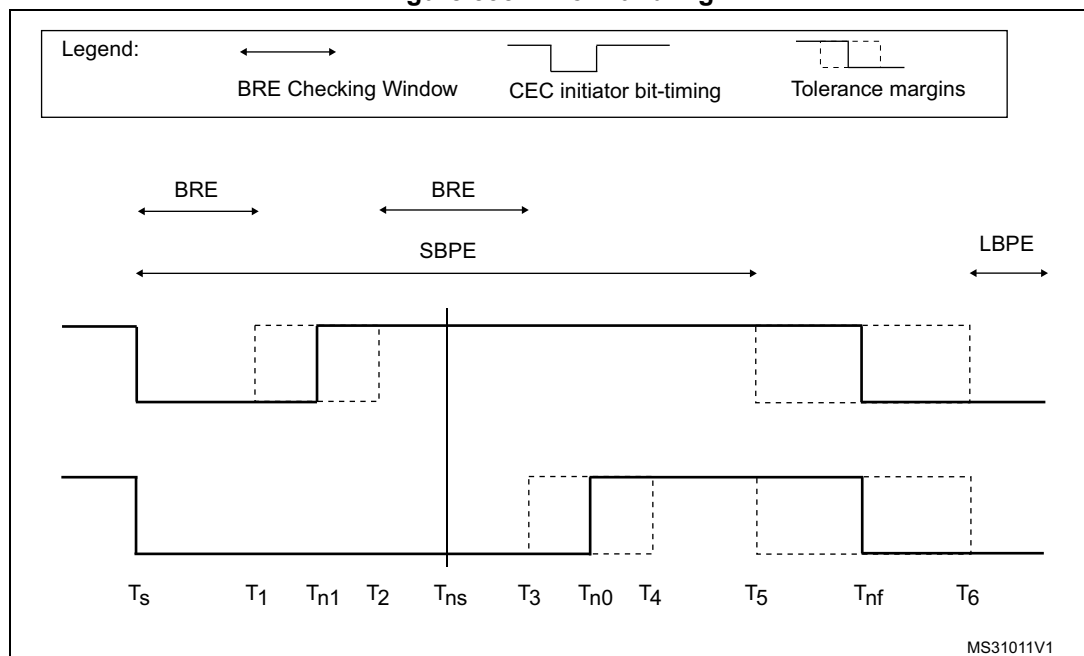 Legend:
BRE Checking Window
CEC initiator bit-timing
Tolerance margins
BRE
BRE
SBPE
LBPE
Ts T1 Tn1 T2 Tns T3 Tn0 T4 T5 Tnf T6
MS31011V1